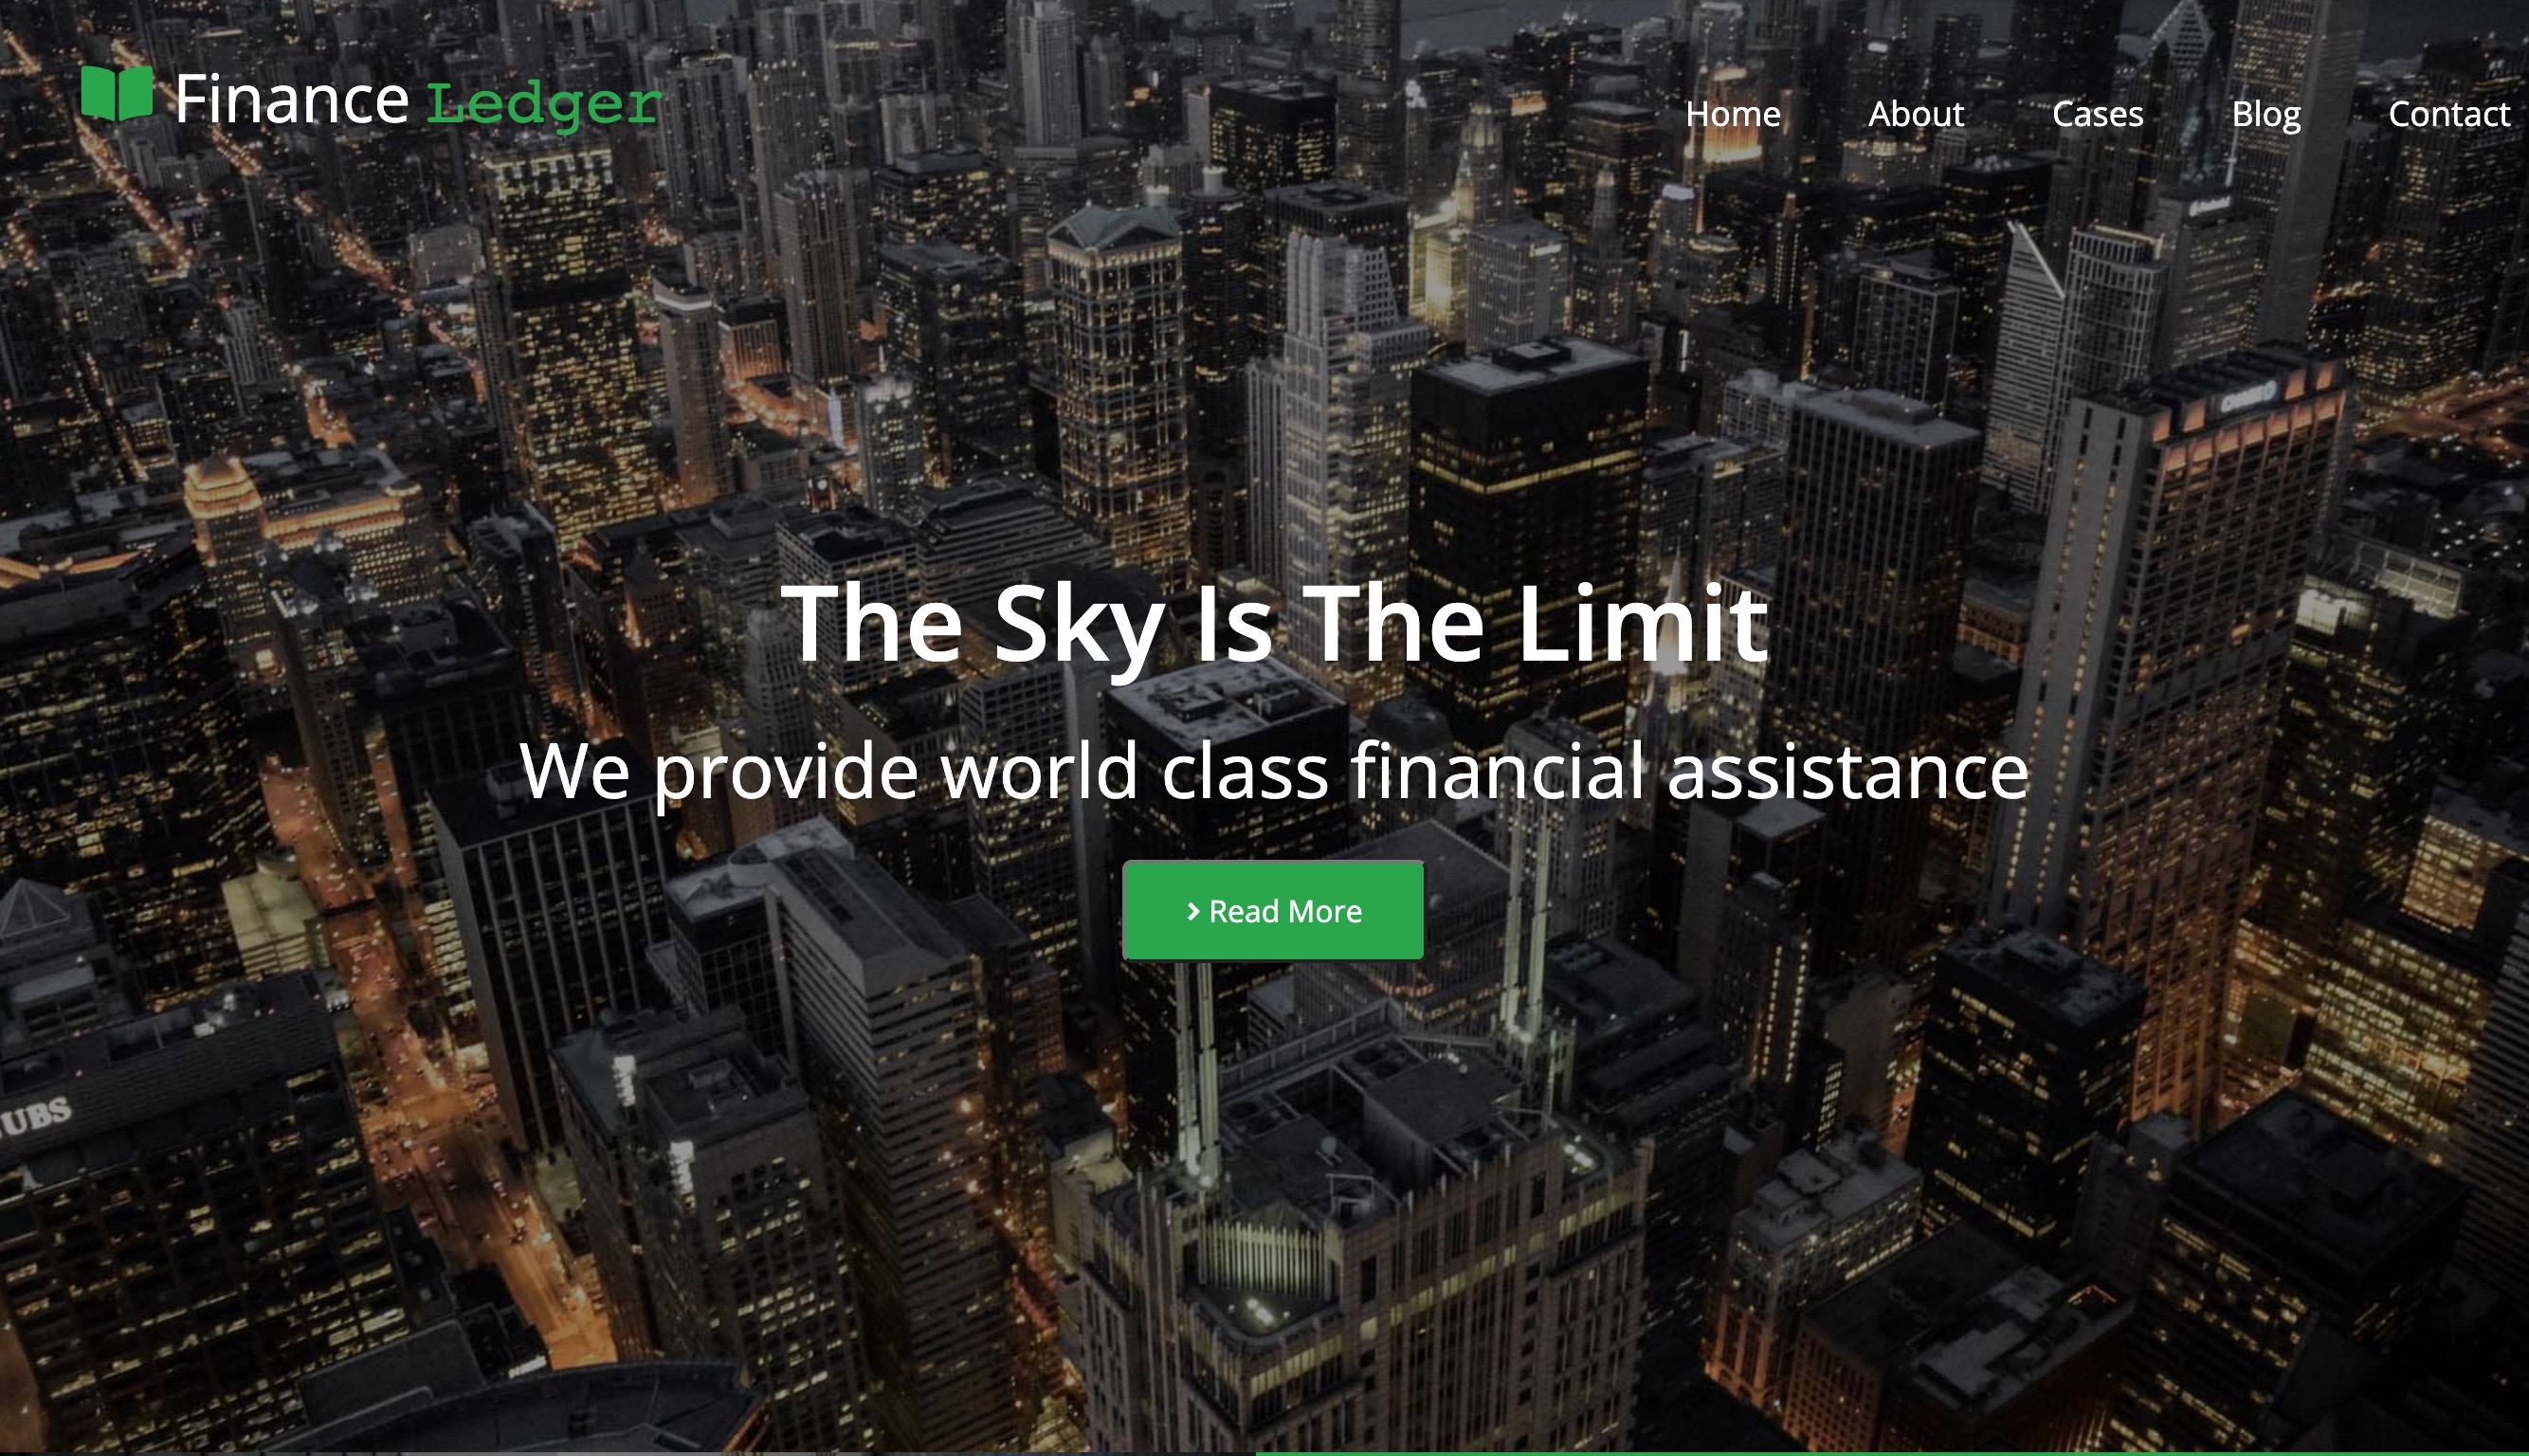 Finance Ledger
Home About Cases Blog Contact
The Sky Is The Limit
We provide world class financial assistance
Read More
UBS